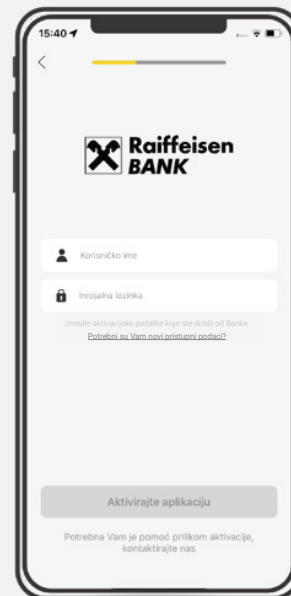 15:40
Raiffeisen
BANK
Korisničko ime
Inicijalna lozinka
Unesite aktivacijske podatke koje ste dobili od Banke
Potrebni su Vam novi pristupni podaci?
Aktivirajte aplikaciju
Potrebna Vam je pomoć prilikom aktivacije,
kontaktirajte nas